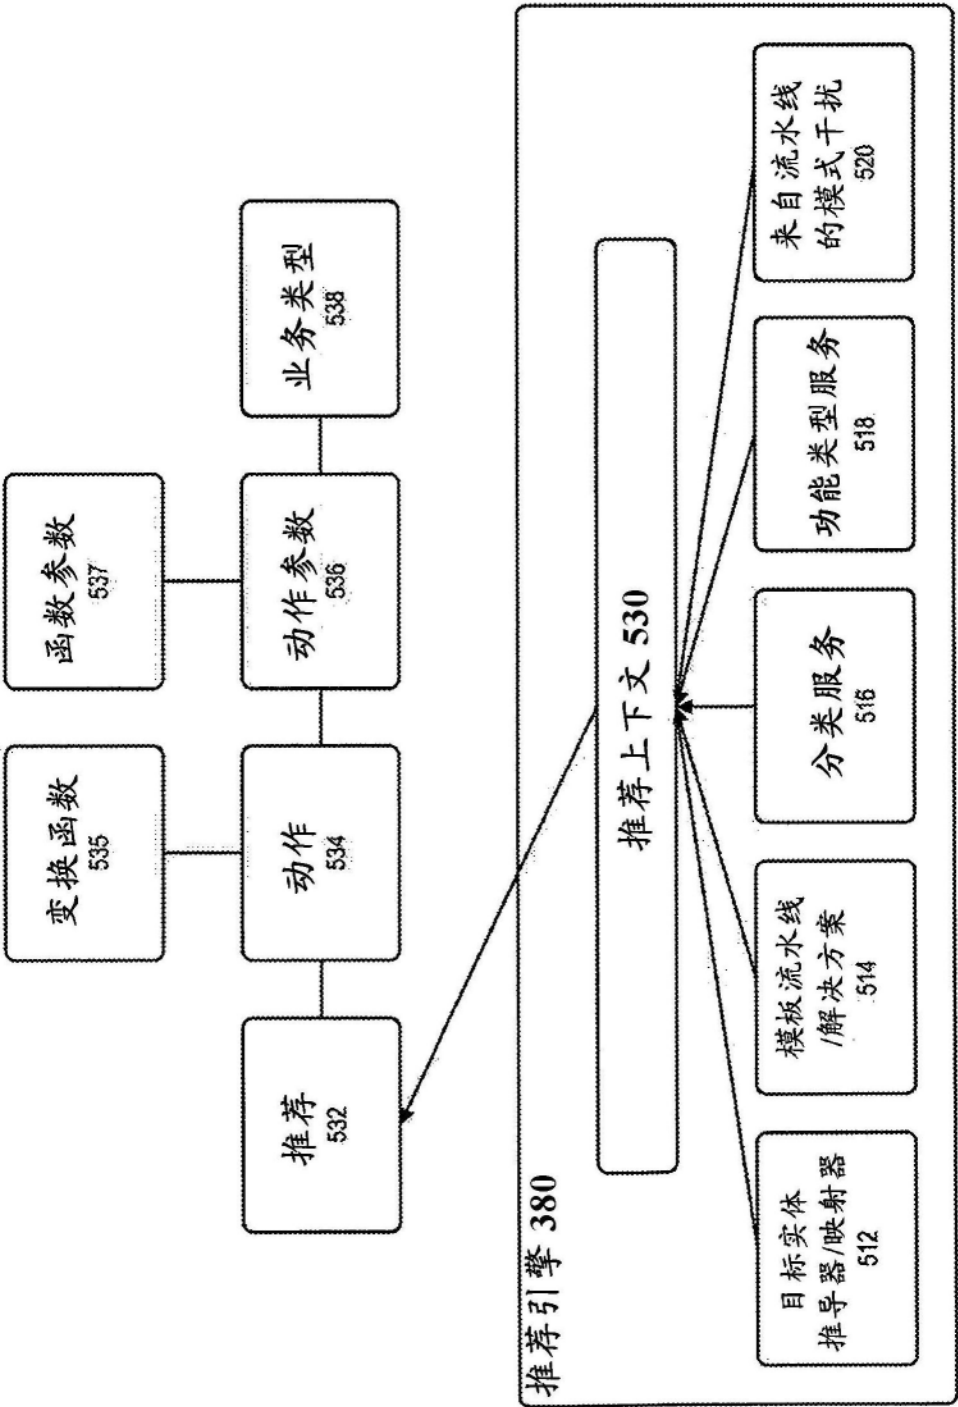 变换函数
535
函数参数
537
推荐
532
动作
534
动作参数
536
业务类型
538
推荐引擎 380
推荐上下文 530
目标实体
推导器/映射器
512
模板流水线
/解决方案
514
分类服务
516
功能类型服务
518
来自流水线
的模式干扰
520